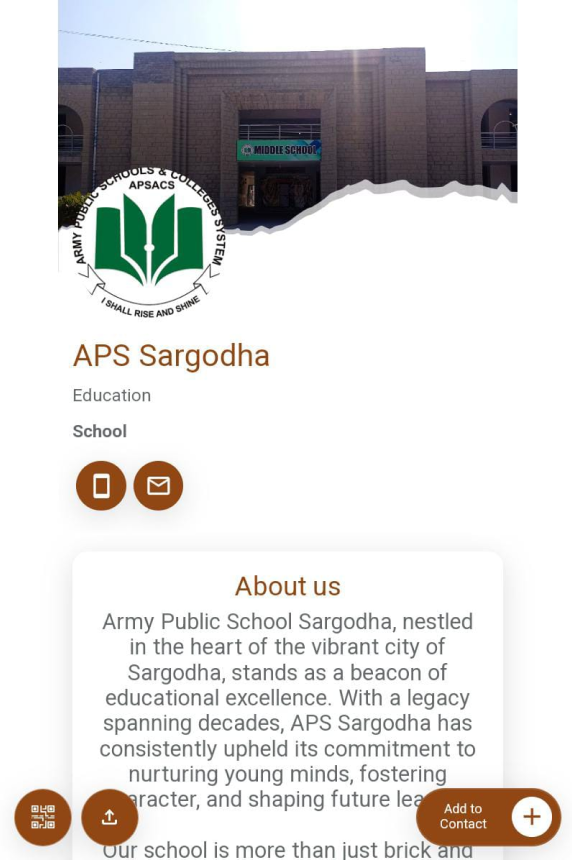 MIDDLE SCHOOL
ARMY PUBLIC SCHOOLS & COLLEGES SYSTEM
APSACS
I SHALL RISE AND SHINE
APS Sargodha
Education
School
About us
Army Public School Sargodha, nestled
in the heart of the vibrant city of
Sargodha, stands as a beacon of
educational excellence. With a legacy
spanning decades, APS Sargodha has
consistently upheld its commitment to
nurturing young minds, fostering
aracter, and shaping future lea
Add to
Contact
Our school is more than just brick and